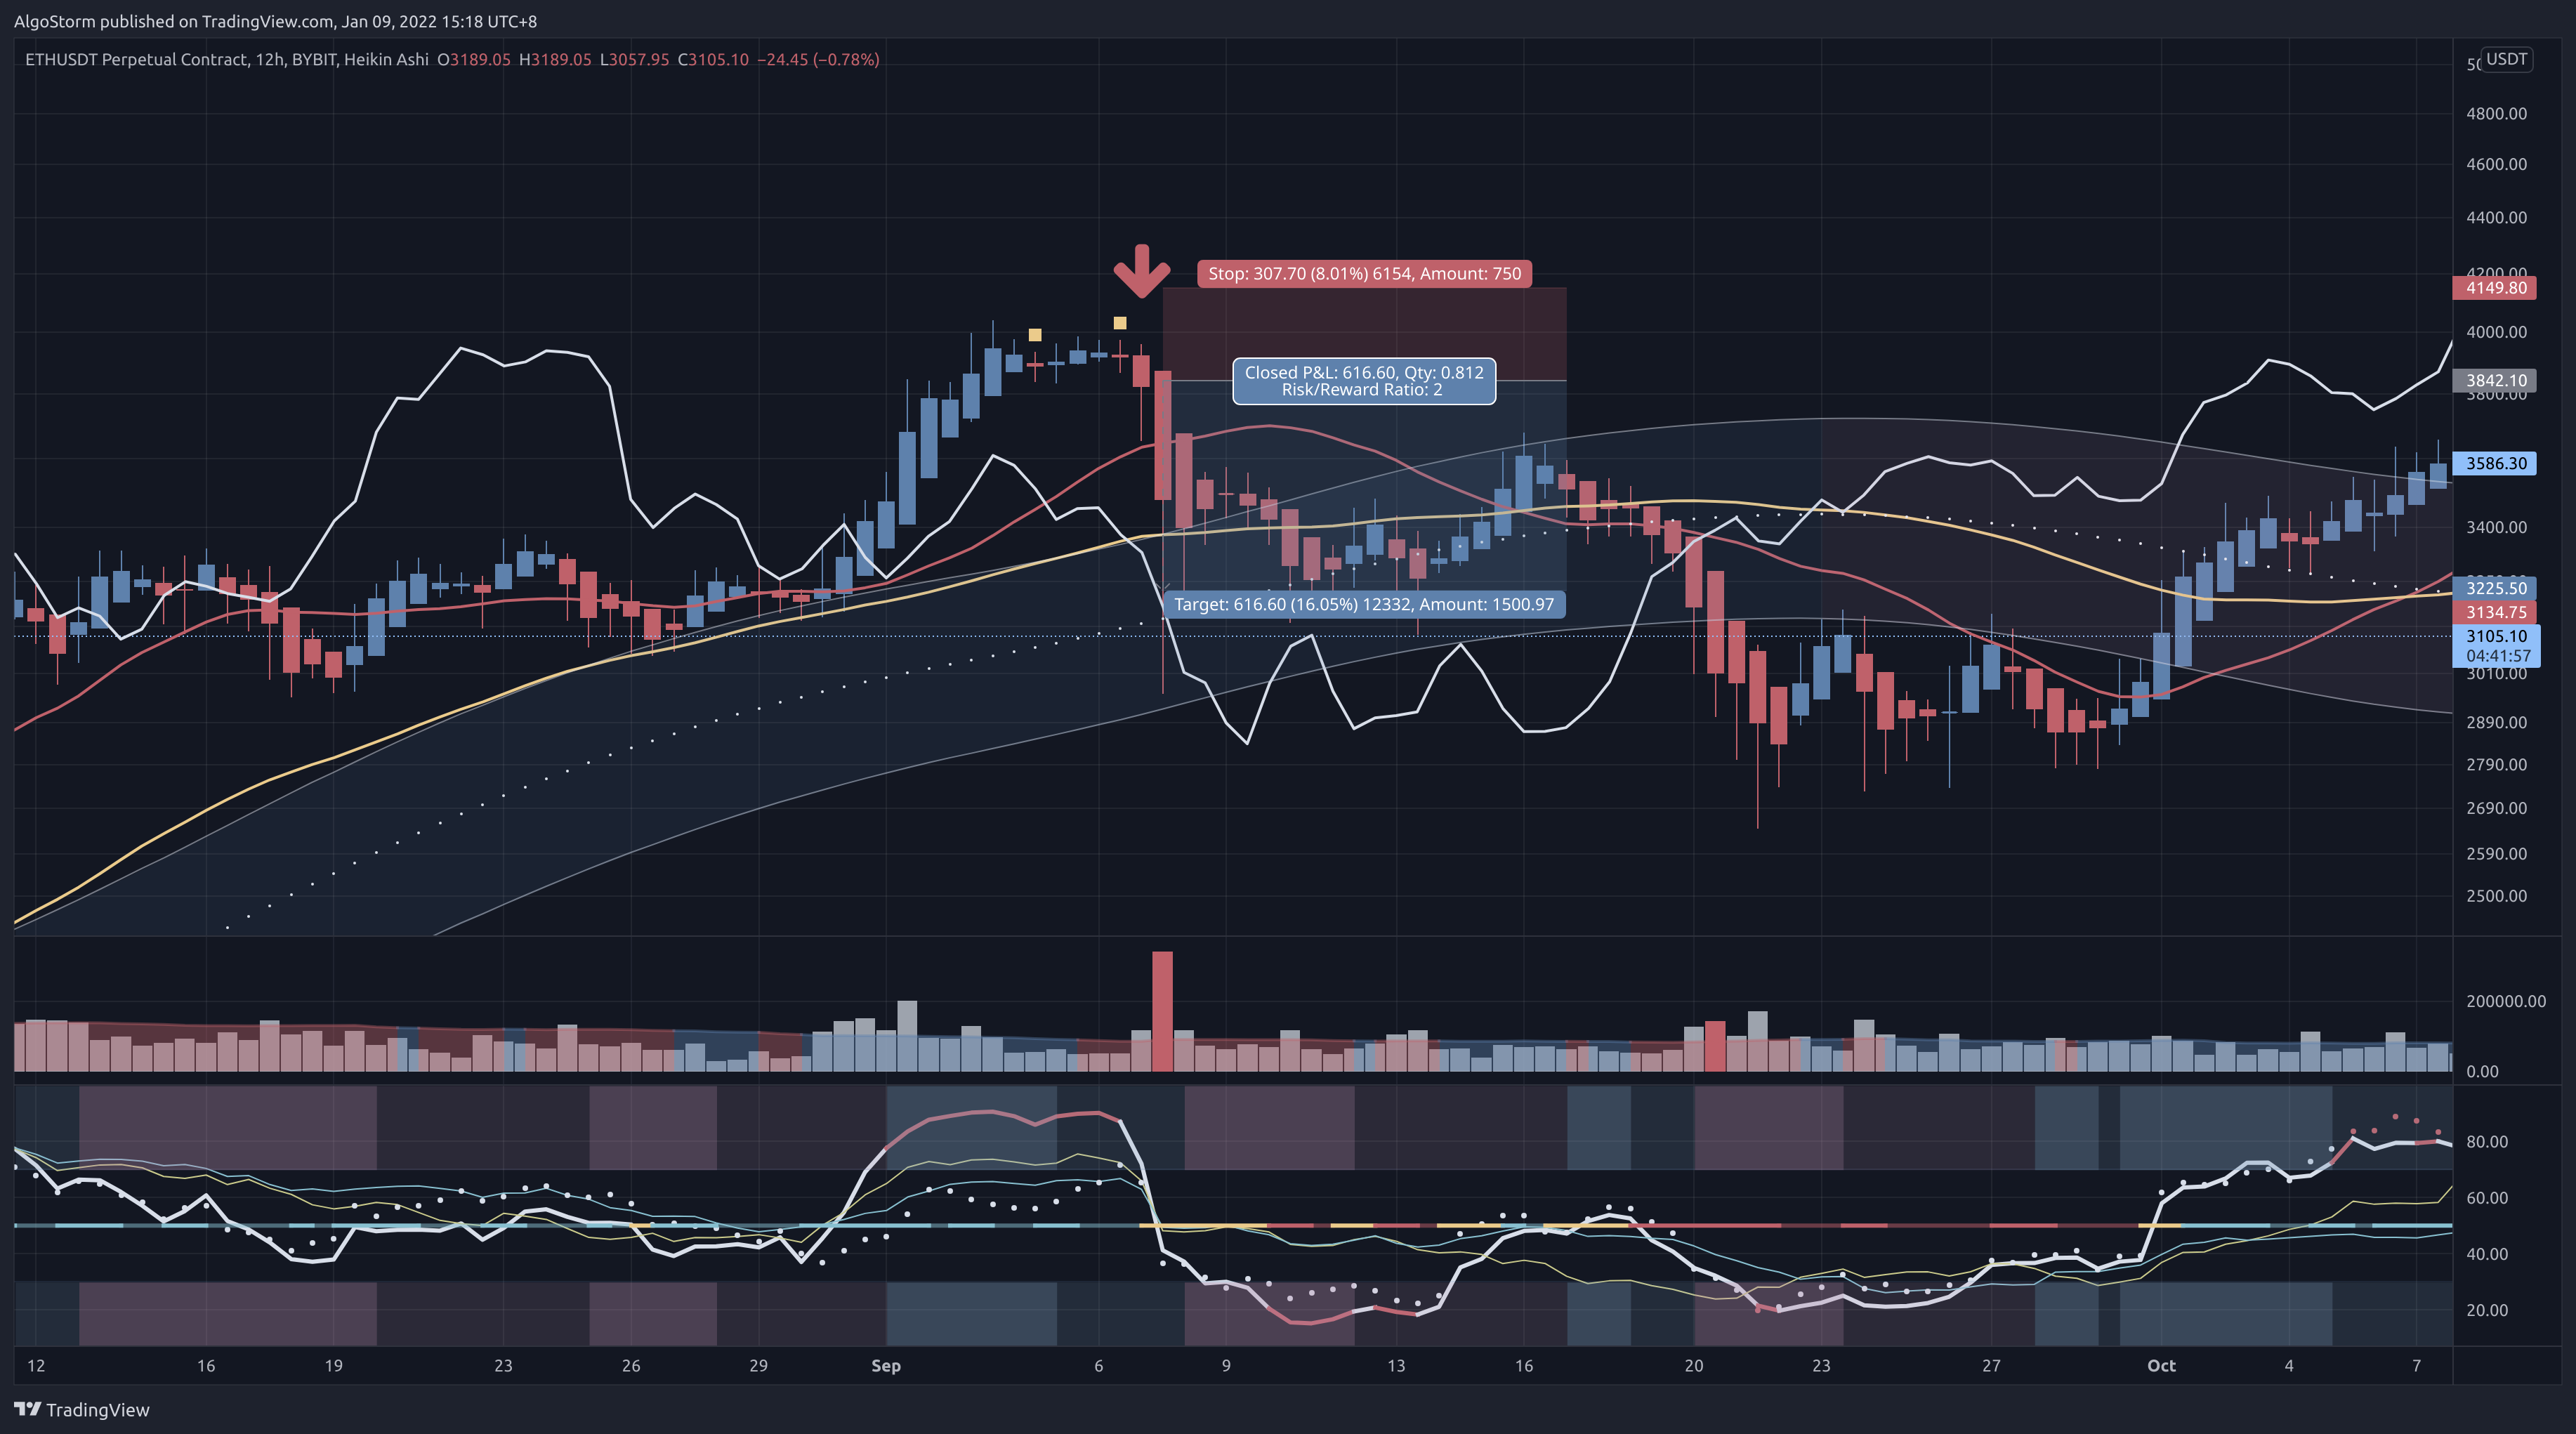 AlgoStorm published on TradingView.com, Jan 09, 2022 15:18 UTC+8
ETHUSDT Perpetual Contract, 12h, BYBIT, Heikin Ashi O3189.05 H3189.05 L3057.95 C3105.10 −24.45 (−0.78%)
USDT
4800.00
4600.00
4400.00
Stop: 307.70 (8.01%) 6154, Amount: 750
4200.00
4149.80
4000.00
Closed P&L: 616.60, Qty: 0.812
Risk/Reward Ratio: 2
3842.10
3800.00
3586.30
3400.00
3225.50
Target: 616.60 (16.05%) 12332, Amount: 1500.97
3134.75
3105.10
04:41:57
3010.00
2890.00
2790.00
2690.00
2590.00
2500.00
200000.00
0.00
80.00
60.00
40.00
20.00
12 16 19 23 26 29 Sep 6 9 13 16 20 23 27 Oct 4 7
TradingView